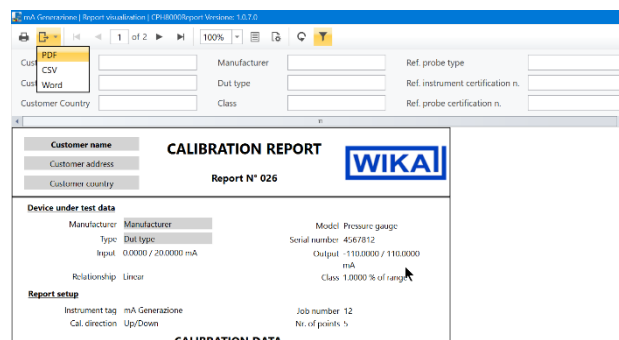 mA Generazione | Report visualization | CPH8000Report Versione: 1.0.7.0
1 of 2 100%
PDF
CSV
Word
Manufacturer Ref. probe type
Dut type Ref. instrument certification n.
Customer Country Class Ref. probe certification n.
Customer name
Customer address
Customer country
CALIBRATION REPORT
Report N° 026
WIKA
Device under test data
Manufacturer Manufacturer Model Pressure gauge
Type Dut type Serial number 4567812
Input 0.0000 / 20.0000 mA Output -110.0000 / 110.0000
mA
Relationship Linear Class 1.0000 % of range
Report setup
Instrument tag mA Generazione Job number 12
Cal. direction Up/Down Nr. of points 5
CALIBRATION DATA